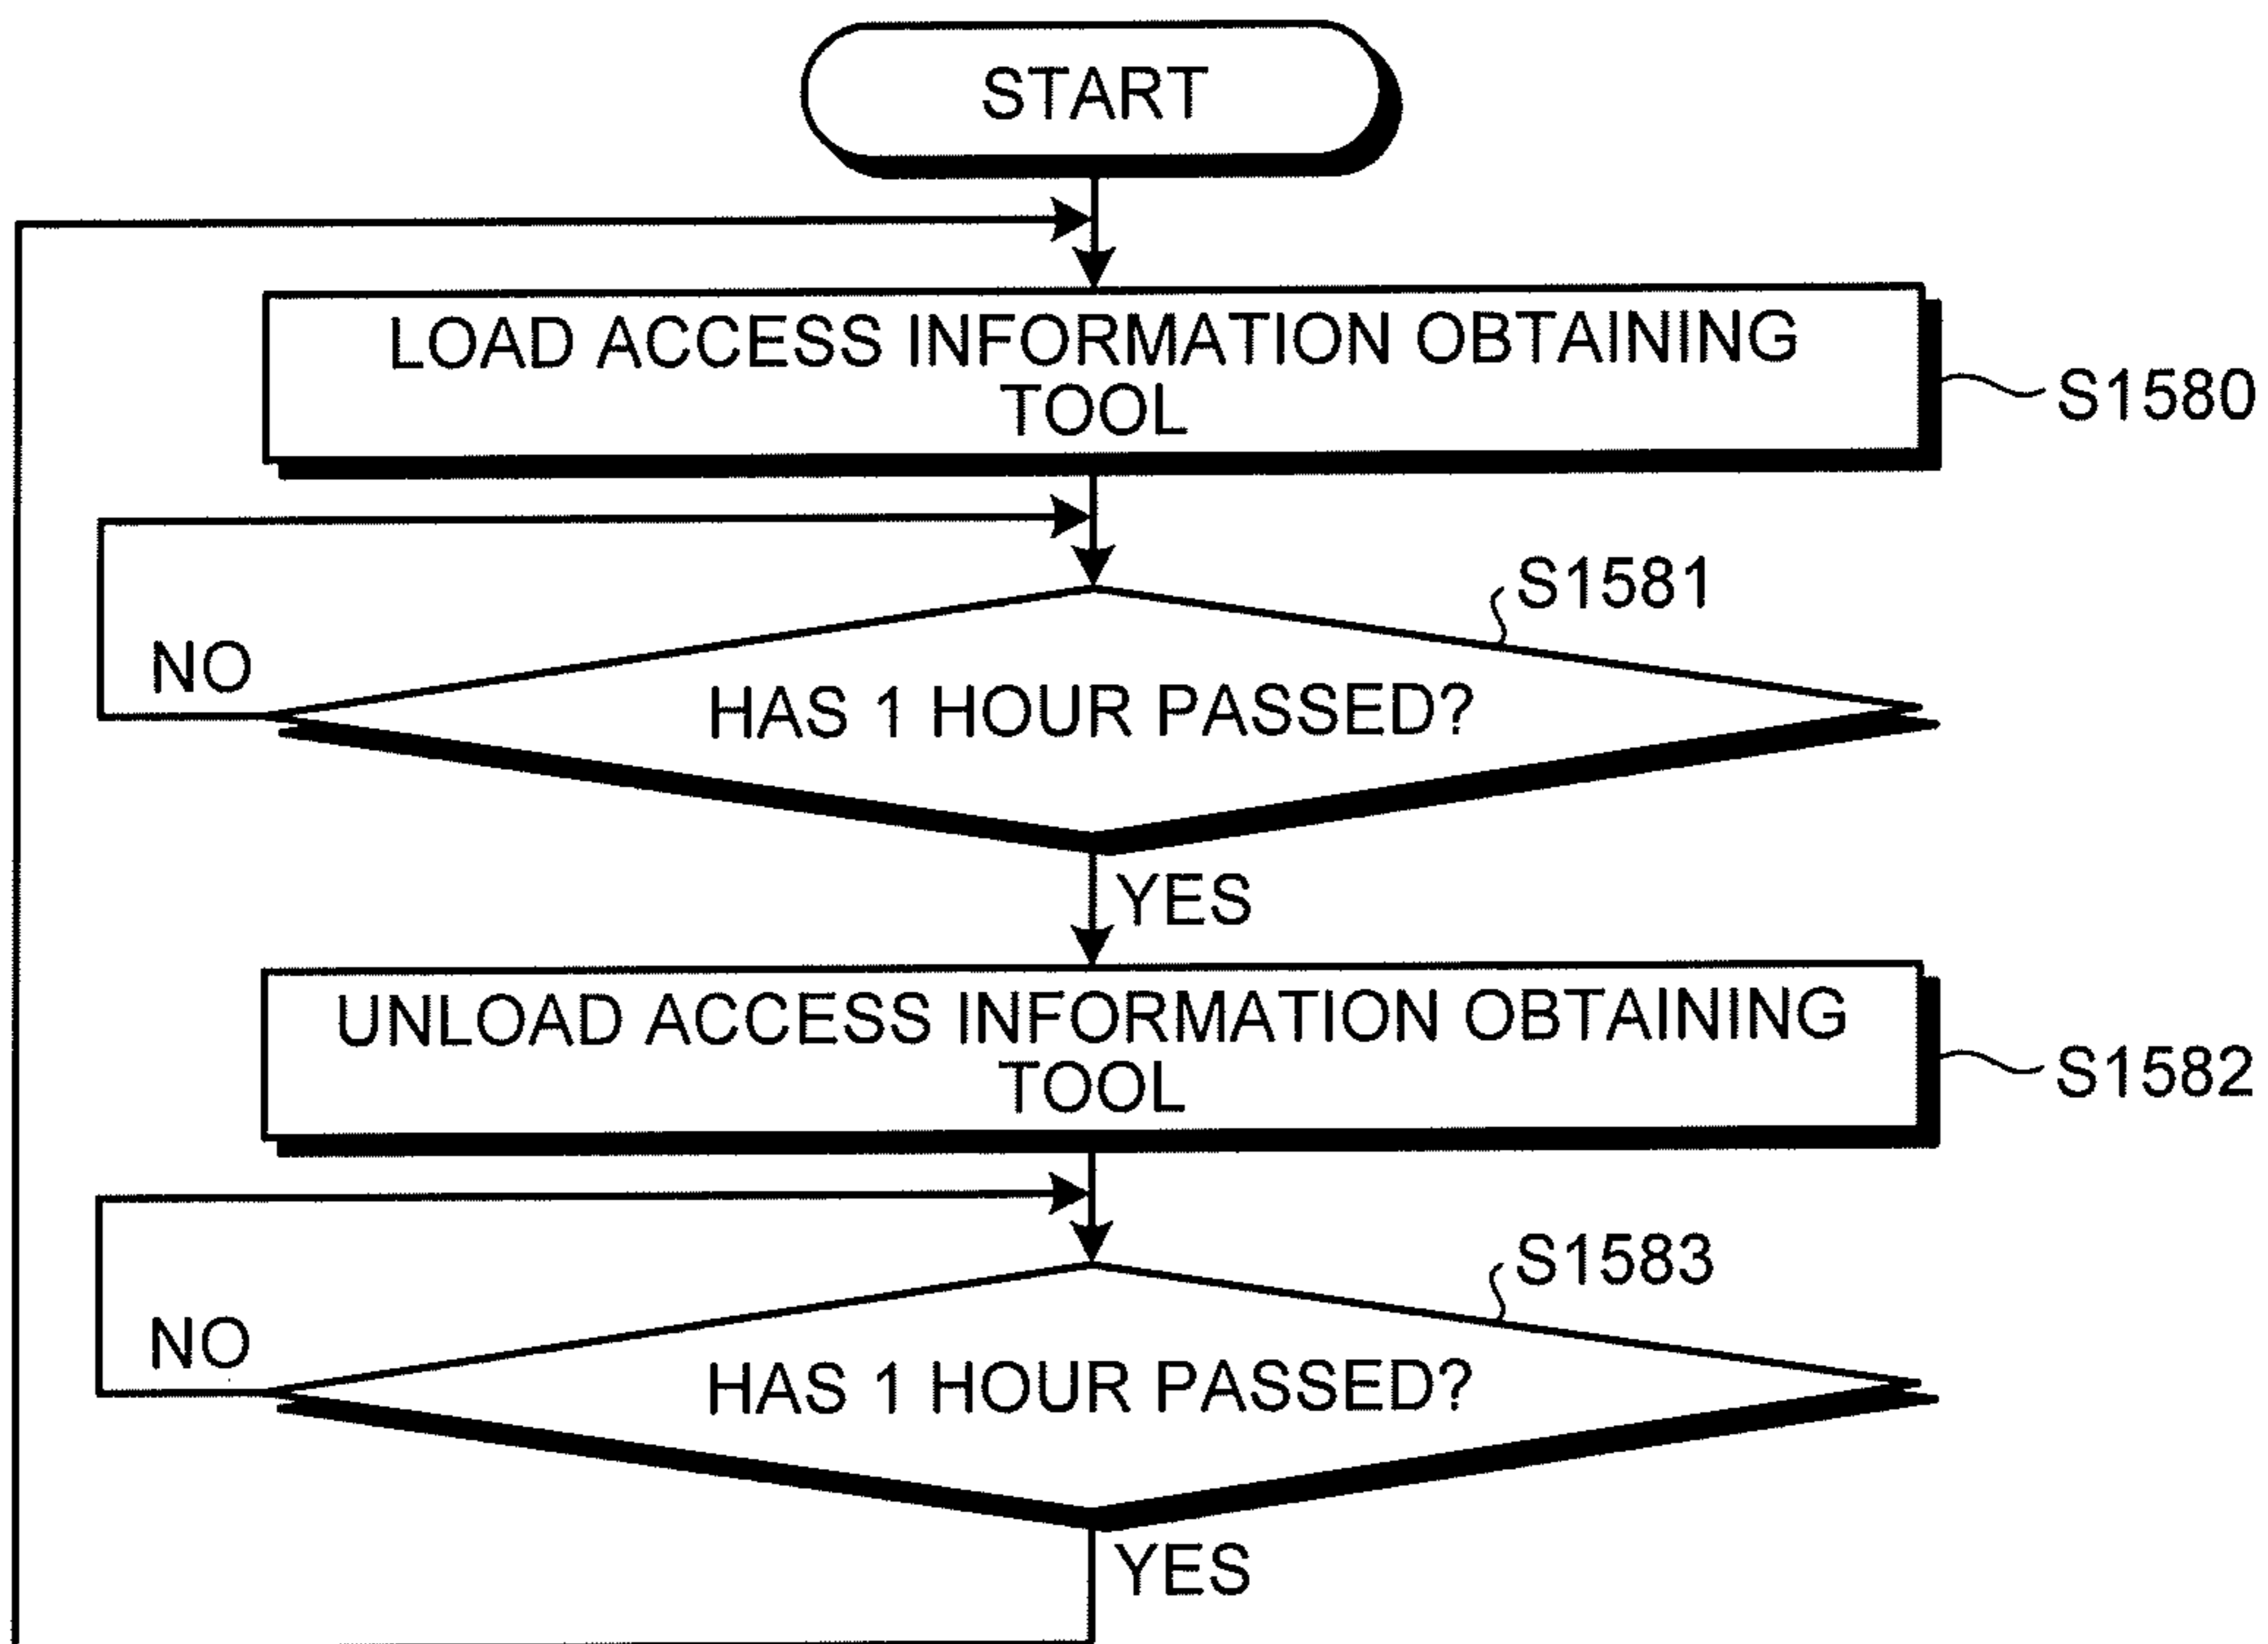 START
LOAD ACCESS INFORMATION OBTAINING
TOOL
S1580
S1581
NO
HAS 1 HOUR PASSED?
YES
UNLOAD ACCESS INFORMATION OBTAINING
TOOL
S1582
S1583
NO
HAS 1 HOUR PASSED?
YES